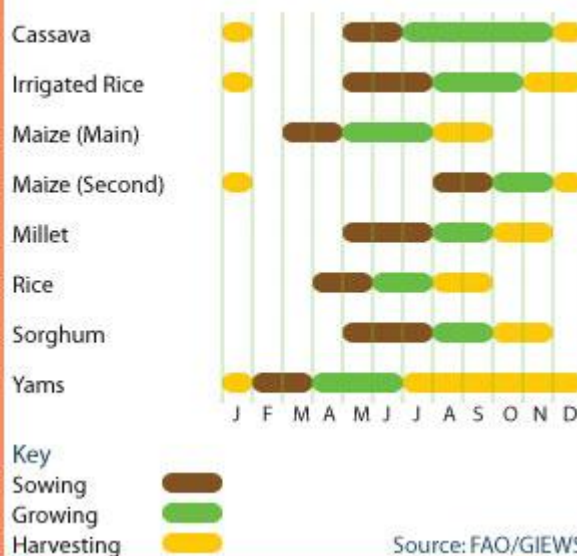 Cassava
Irrigated Rice
Maize (Main)
Maize (Second)
Millet
Rice
Sorghum
Yams
J F M A M J J A S O N D
Key
Sowing
Growing
Harvesting
Source: FAO/GIEWS